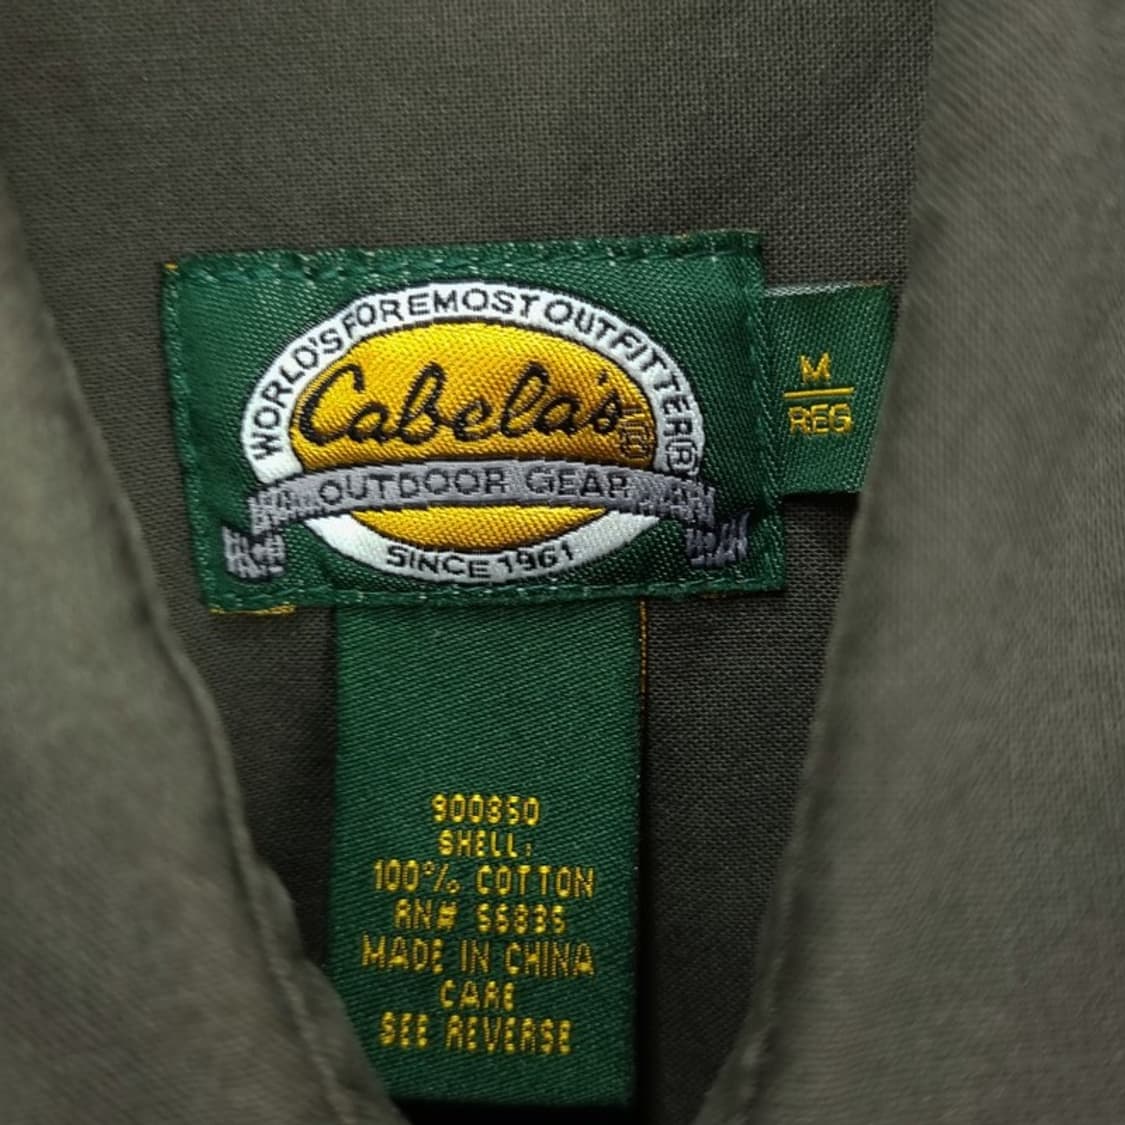 WORLD'S FOREMOST OUTFITTER®
Cabela's®
OUTDOOR GEAR
SINCE 1961
M
REG
900850
SHELL:
100% COTTON
RN# 56835
MADE IN CHINA
CARE
SEE REVERSE